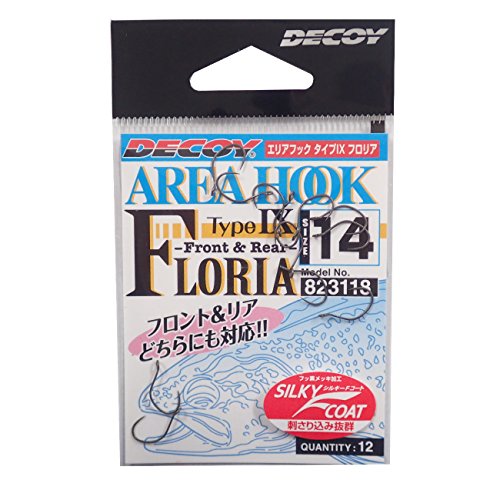 DECOY
DECOY® エリアフック タイプIX フロリア
AREA HOOK
Type IX
-Front & Rear-
FLORIA
SIZE 14
Model No.
823118
フロント&リア
どちらにも対応!!
フッ素メッキ加工
シルキーFコート
SILKY
COAT
刺さり込み抜群
QUANTITY : 12